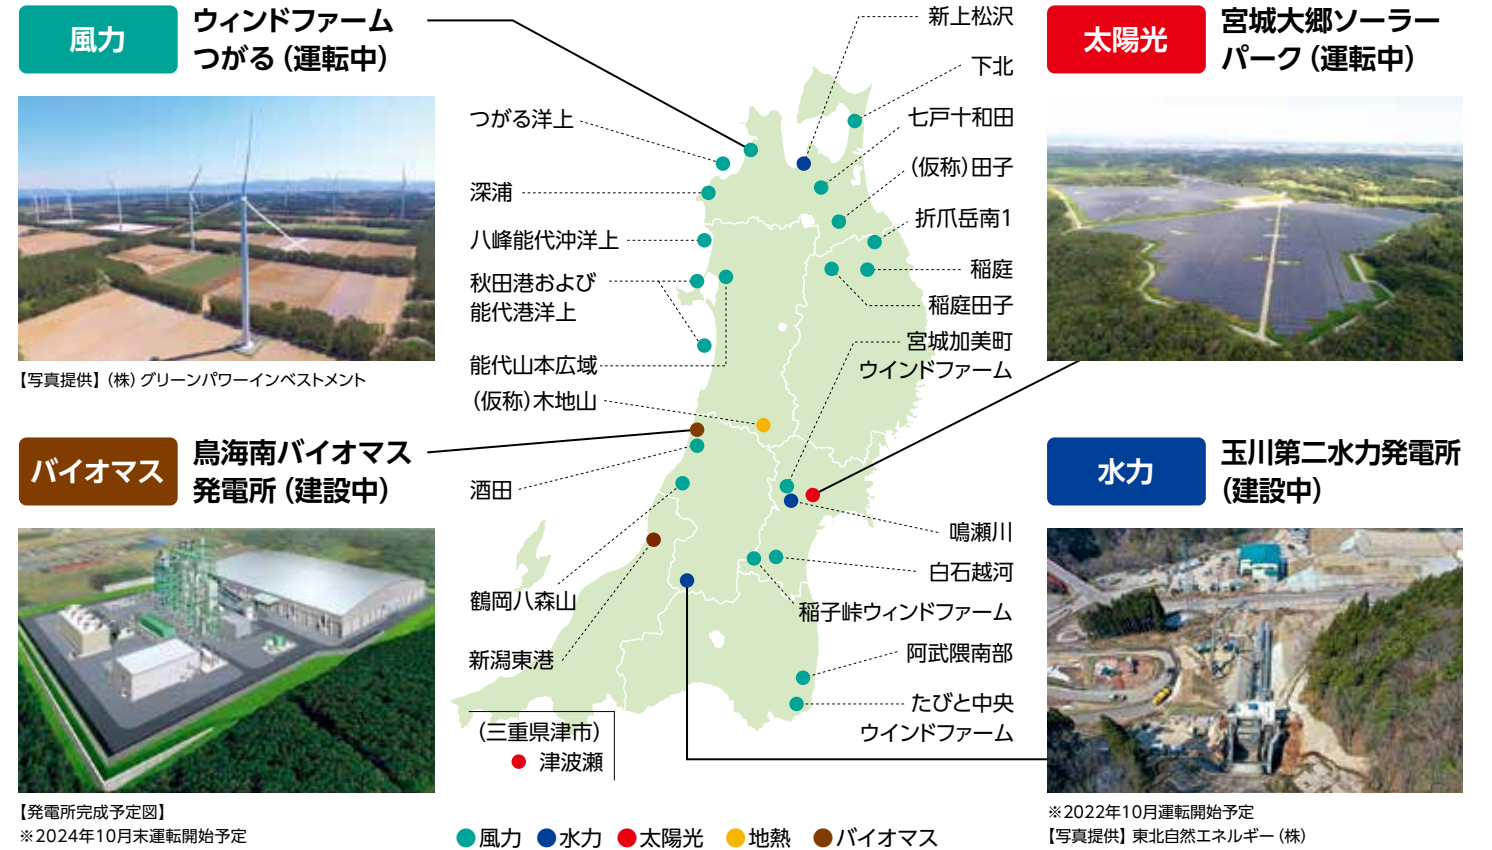 風力
ウィンドファーム
つがる（運転中）
【写真提供】（株）グリーンパワーインベストメント
バイオマス
鳥海南バイオマス
発電所（建設中）
【発電所完成予定図】
※2024年10月末運転開始予定
つがる洋上
深浦
八峰能代沖洋上
秋田港および
能代港洋上
能代山本広域
（仮称）木地山
酒田
鶴岡八森山
新潟東港
（三重県津市）
津波瀬
新上松沢
下北
七戸十和田
（仮称）田子
折爪岳南1
稲庭
稲庭田子
宮城加美町
ウインドファーム
鳴瀬川
白石越河
稲子峠ウィンドファーム
阿武隈南部
たびと中央
ウインドファーム
風力 水力 太陽光 地熱 バイオマス
太陽光
宮城大郷ソーラー
パーク（運転中）
水力
玉川第二水力発電所
（建設中）
※2022年10月運転開始予定
【写真提供】東北自然エネルギー（株）